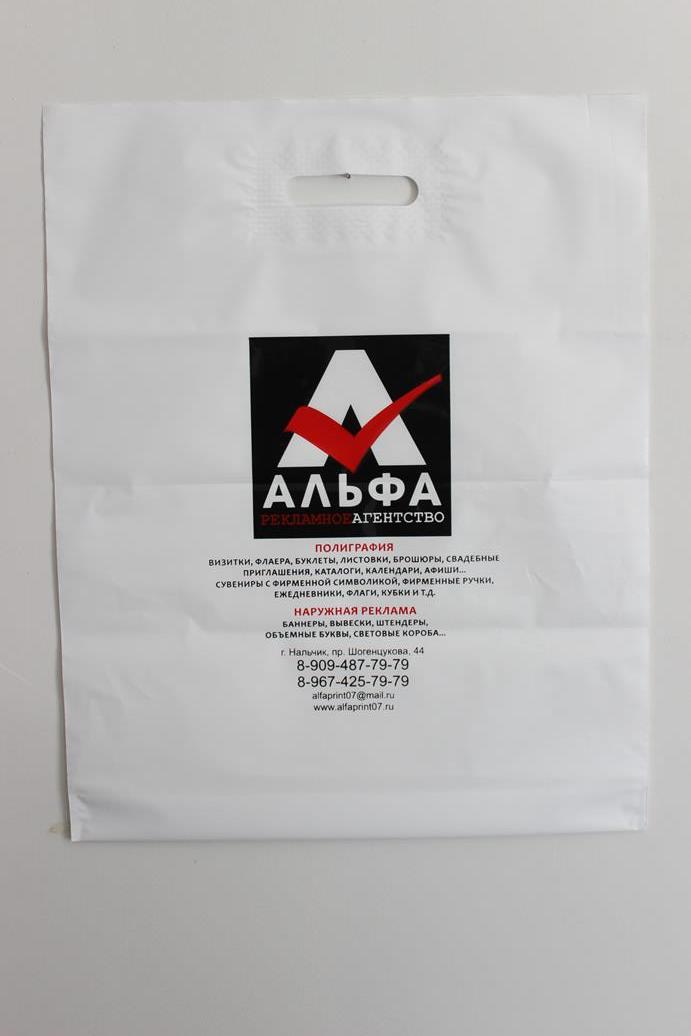 АЛЬФА
РЕКЛАМНОЕАГЕНТСТВО
ПОЛИГРАФИЯ
ВИЗИТКИ, ФЛАЕРА, БУКЛЕТЫ, ЛИСТОВКИ, БРОШЮРЫ, СВАДЕБНЫЕ
ПРИГЛАШЕНИЯ, КАТАЛОГИ, КАЛЕНДАРИ, АФИШИ...
СУВЕНИРЫ С ФИРМЕННОЙ СИМВОЛИКОЙ, ФИРМЕННЫЕ РУЧКИ,
ЕЖЕДНЕВНИКИ, ФЛАГИ, КУБКИ И Т.Д.
НАРУЖНАЯ РЕКЛАМА
БАННЕРЫ, ВЫВЕСКИ, ШТЕНДЕРЫ,
ОБЪЕМНЫЕ БУКВЫ, СВЕТОВЫЕ КОРОБА...
г. Нальчик, пр. Шогенцукова, 44
8-909-487-79-79
8-967-425-79-79
alfaprint07@mail.ru
www.alfaprint07.ru